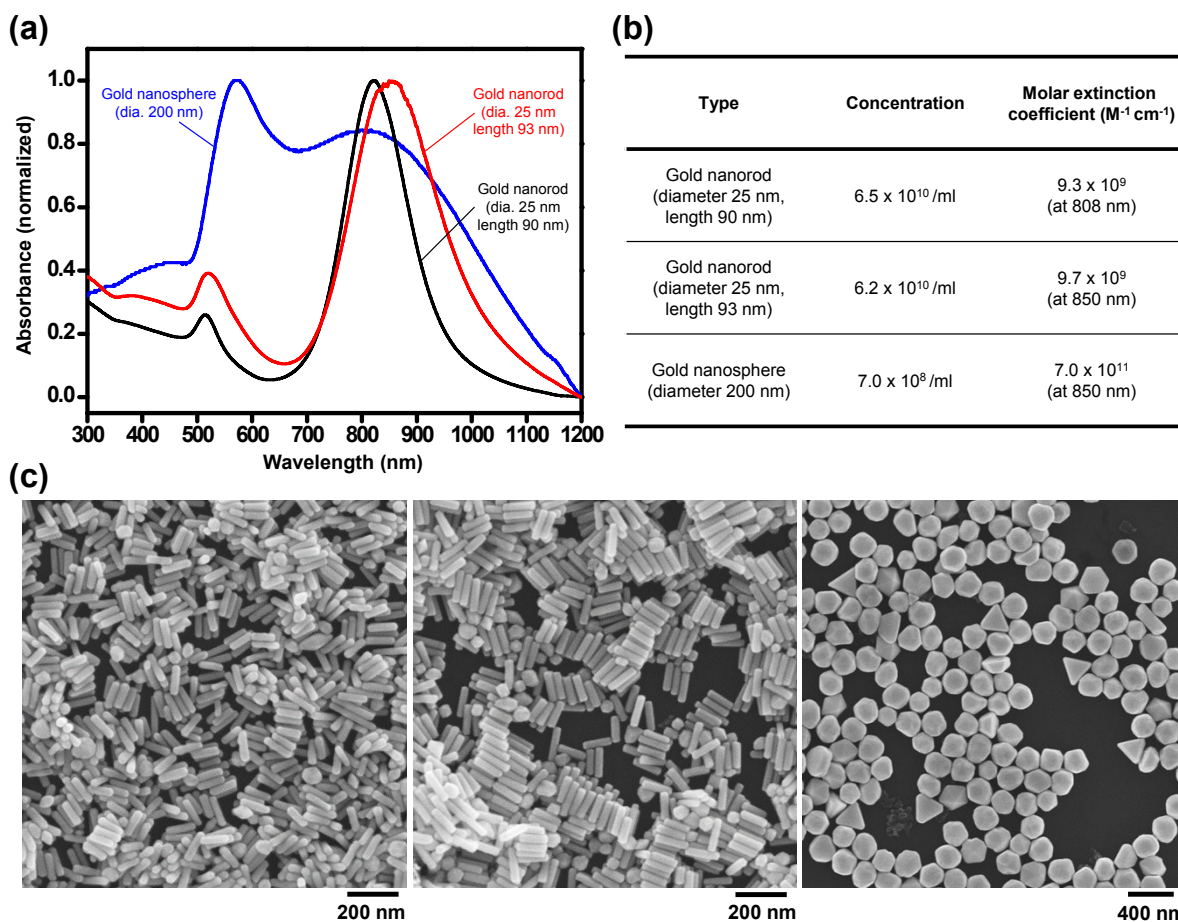 (a)
Absorbance (normalized)
1.0
0.8
0.6
0.4
0.2
0.0
Gold nanosphere
(dia. 200 nm)
Gold nanorod
(dia. 25 nm
length 93 nm)
Gold nanorod
(dia. 25 nm
length 90 nm)
300 400 500 600 700 800 900 1000 1100 1200
Wavelength (nm)
(b)
Type Concentration Molar extinction
coefficient (M⁻¹ cm⁻¹)
Gold nanorod
(diameter 25 nm,
length 90 nm)
6.5 x 10¹⁰ /ml
9.3 x 10⁹
(at 808 nm)
Gold nanorod
(diameter 25 nm,
length 93 nm)
6.2 x 10¹⁰ /ml
9.7 x 10⁹
(at 850 nm)
Gold nanosphere
(diameter 200 nm)
7.0 x 10⁸ /ml
7.0 x 10¹¹
(at 850 nm)
(c)
200 nm
200 nm
400 nm